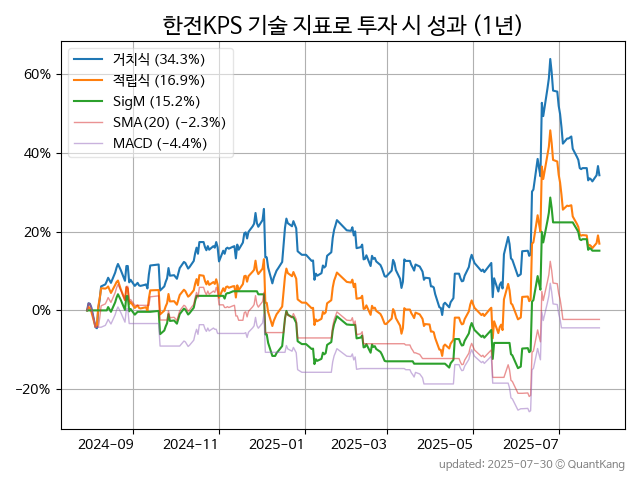 한전KPS 기술 지표로 투자 시 성과 (1년)
거치식 (34.3%)
적립식 (16.9%)
SigM (15.2%)
SMA(20) (−2.3%)
MACD (−4.4%)
60%
40%
20%
0%
−20%
2024-09
2024-11
2025-01
2025-03
2025-05
2025-07
updated: 2025-07-30 © QuantKang